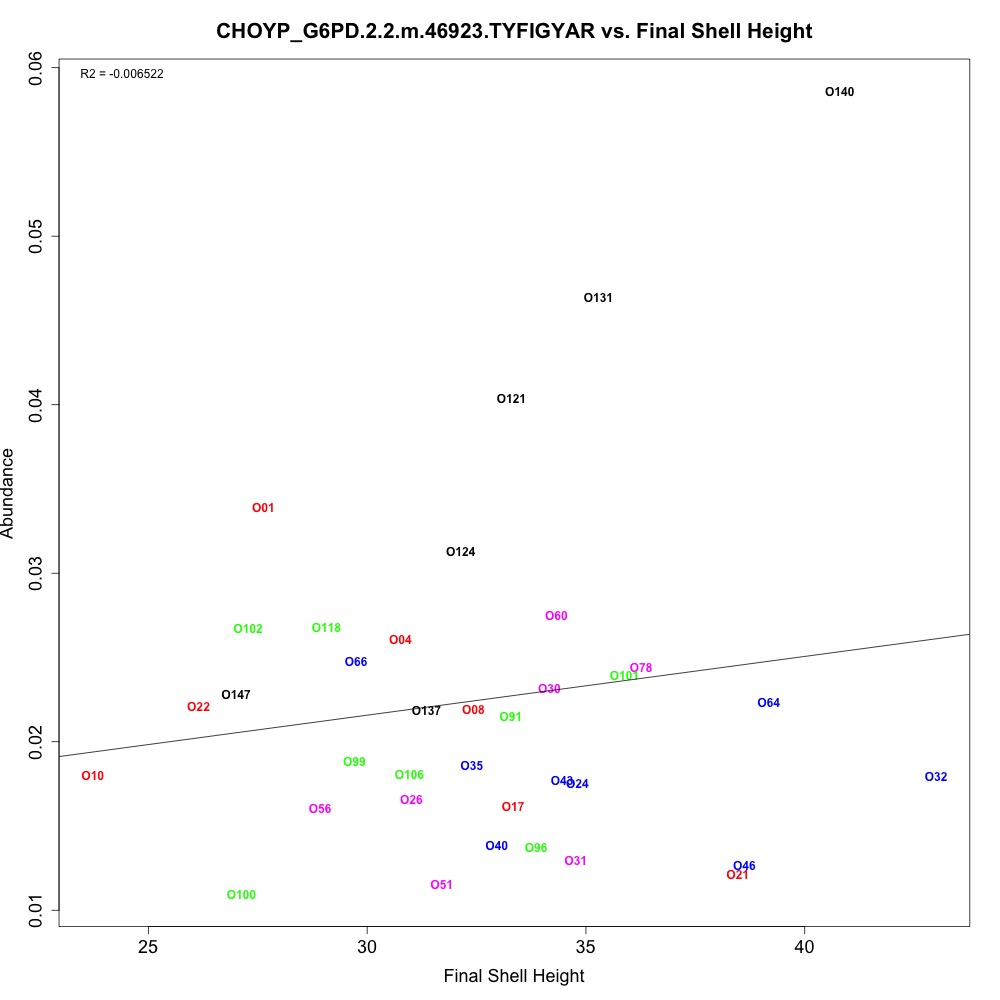 CHOYP_G6PD.2.2.m.46923.TYFIGYAR vs. Final Shell Height
R2 = -0.006522
0.06
O140
0.05
O131
0.04
O121
Abundance
O01
O124
0.03
O60
O102
O118
O04
O66
O78
O101
O30
O147
O64
O22
O137
O08
O91
0.02
O99
O35
O10
O106
O32
O43
O24
O26
O56
O17
O40
O96
O31
O46
O21
O51
O100
0.01
25
30
35
40
Final Shell Height